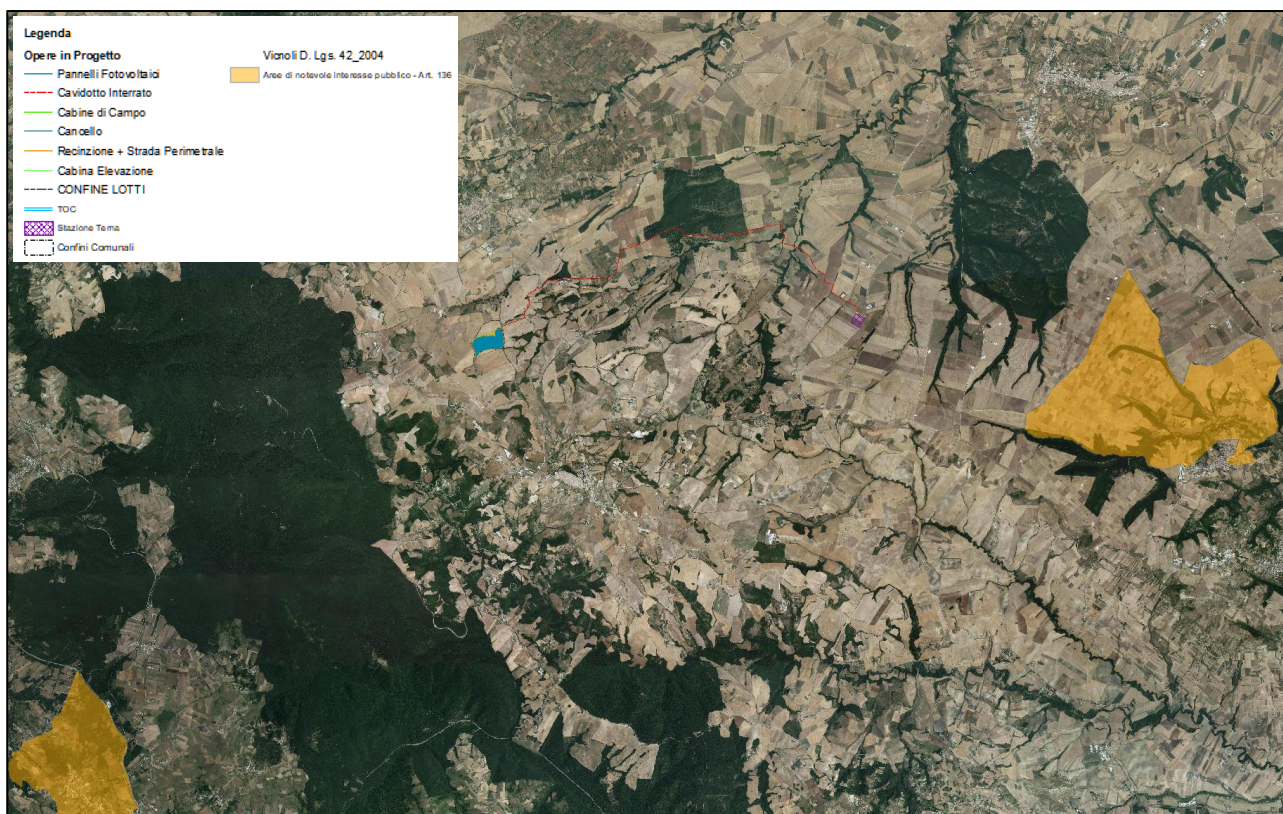 Legenda
Opere in Progetto
Vicnoli D. Lgs. 42_2004
Pannelli Fotovoltaici
Aree di notevole interesse pubblico - Art. 136
Cavidotto Interrato
Cabine di Campo
Cancello
Recinzione + Strada Perimetrale
Cabina Elevazione
CONFINE LOTTI
TOC
Stazione Terna
Confini Comunali